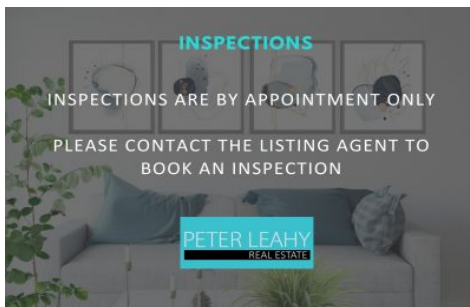 INSPECTIONS
INSPECTIONS ARE BY APPOINTMENT ONLY
PLEASE CONTACT THE LISTING AGENT TO
BOOK AN INSPECTION
PETER LEAHY
REAL ESTATE